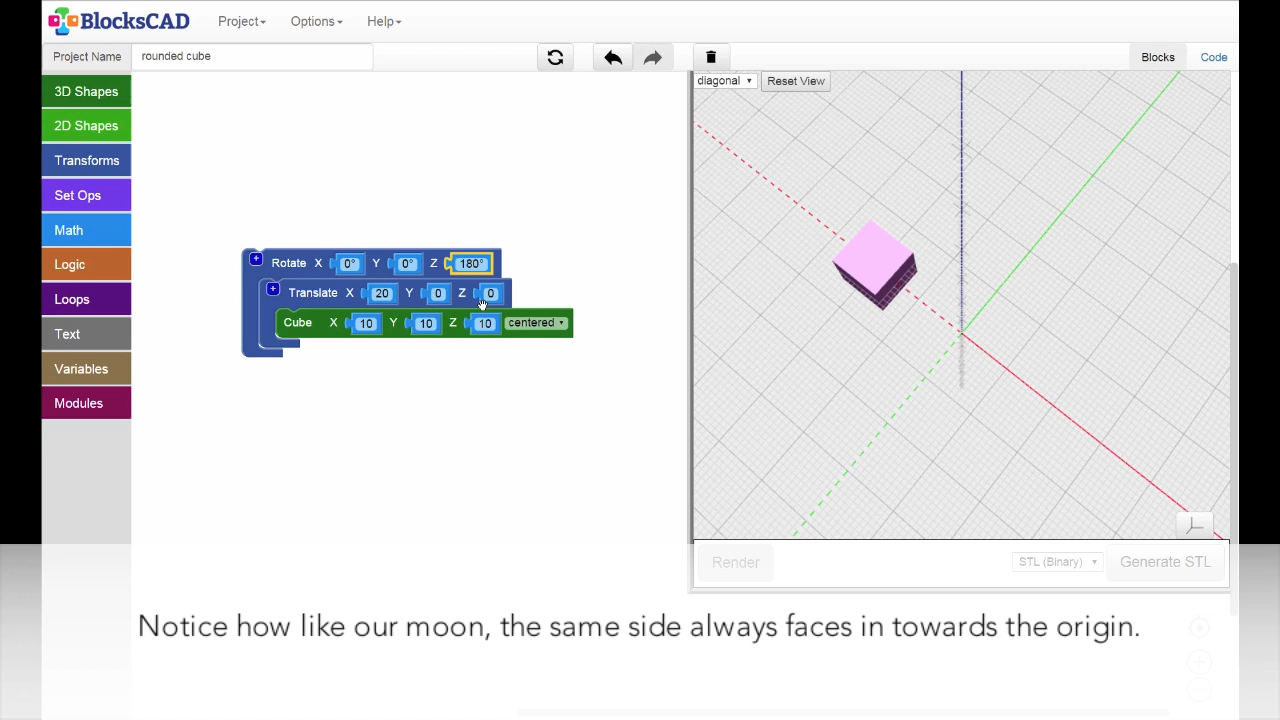 BlocksCAD Project Options Help
Project Name rounded cube Blocks Code
diagonal Reset View
3D Shapes
2D Shapes
Transforms
Set Ops
Math
Logic
Loops
Text
Variables
Modules
Rotate X 0° Y 0° Z 180°
Translate X 20 Y 0 Z 0
Cube X 10 Y 10 Z 10 centered
Render STL (Binary) Generate STL
Notice how like our moon, the same side always faces in towards the origin.